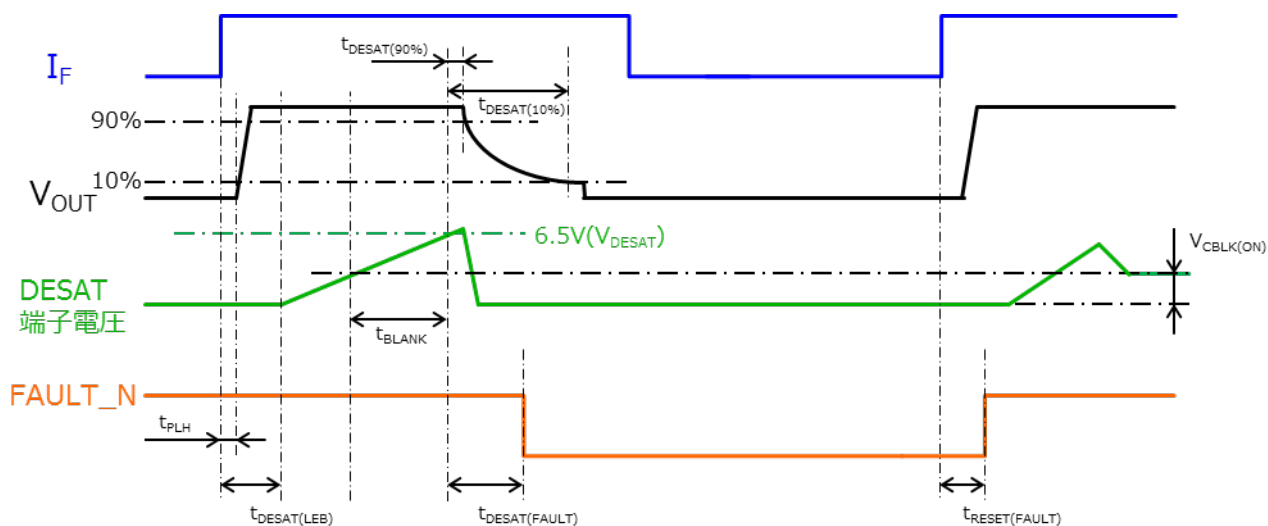 I_F
t_DESAT(90%)
t_DESAT(10%)
90%
10%
V_OUT
6.5V(V_DESAT)
V_CBLK(ON)
DESAT
端子電圧
t_BLANK
FAULT_N
t_PLH
t_DESAT(LEB)
t_DESAT(FAULT)
t_RESET(FAULT)